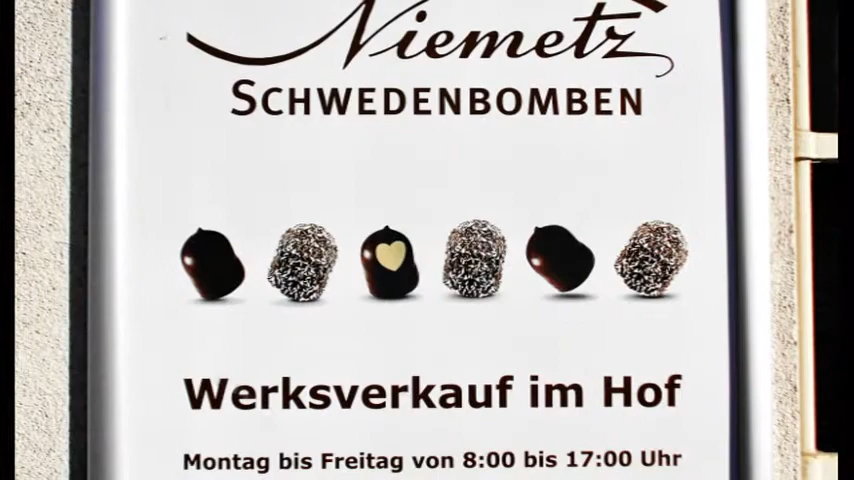 Niemetz
SCHWEDENBOMBEN
Werksverkauf im Hof
Montag bis Freitag von 8:00 bis 17:00 Uhr